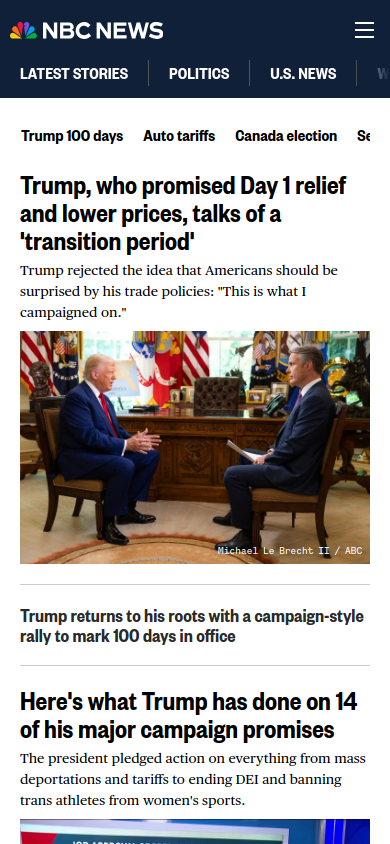 NBC NEWS
LATEST STORIES
POLITICS
U.S. NEWS
Trump 100 days
Auto tariffs
Canada election
Trump, who promised Day 1 relief
and lower prices, talks of a
'transition period'
Trump rejected the idea that Americans should be
surprised by his trade policies: "This is what I
campaigned on."
Michael Le Brecht II / ABC
Trump returns to his roots with a campaign-style
rally to mark 100 days in office
Here's what Trump has done on 14
of his major campaign promises
The president pledged action on everything from mass
deportations and tariffs to ending DEI and banning
trans athletes from women's sports.